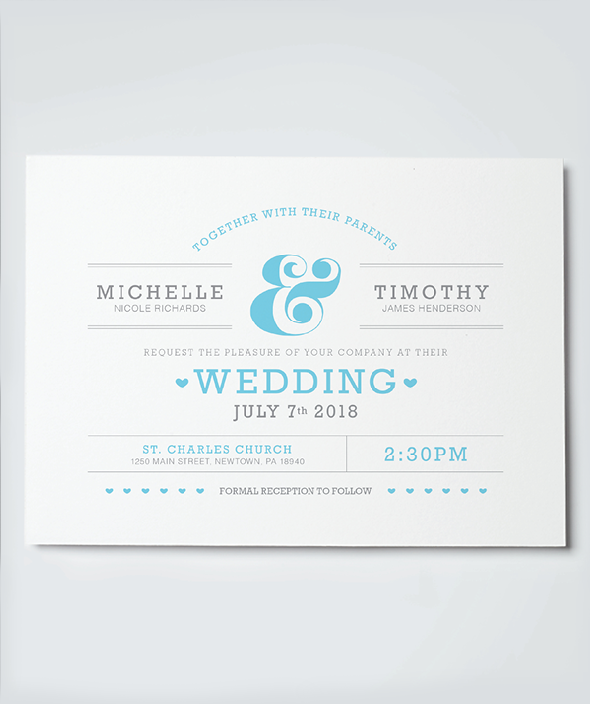 TOGETHER WITH THEIR PARENTS
MICHELLE
NICOLE RICHARDS
&
TIMOTHY
JAMES HENDERSON
REQUEST THE PLEASURE OF YOUR COMPANY AT THEIR
WEDDING
JULY 7th 2018
ST. CHARLES CHURCH
1250 MAIN STREET, NEWTOWN, PA 18940
2:30PM
FORMAL RECEPTION TO FOLLOW